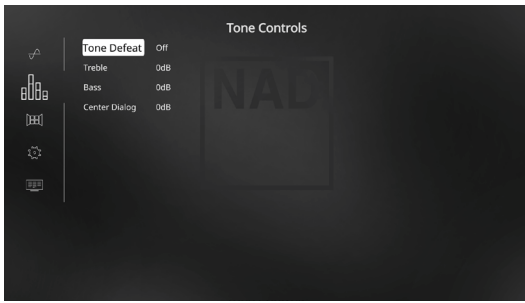 Tone Controls
Tone Defeat Off
Treble 0dB
Bass 0dB
Center Dialog 0dB
NAD